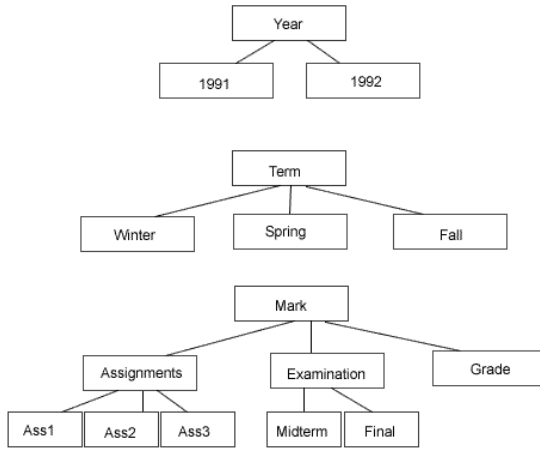 Year
1991 1992
Term
Winter Spring Fall
Mark
Assignments Examination Grade
Ass1 Ass2 Ass3 Midterm Final